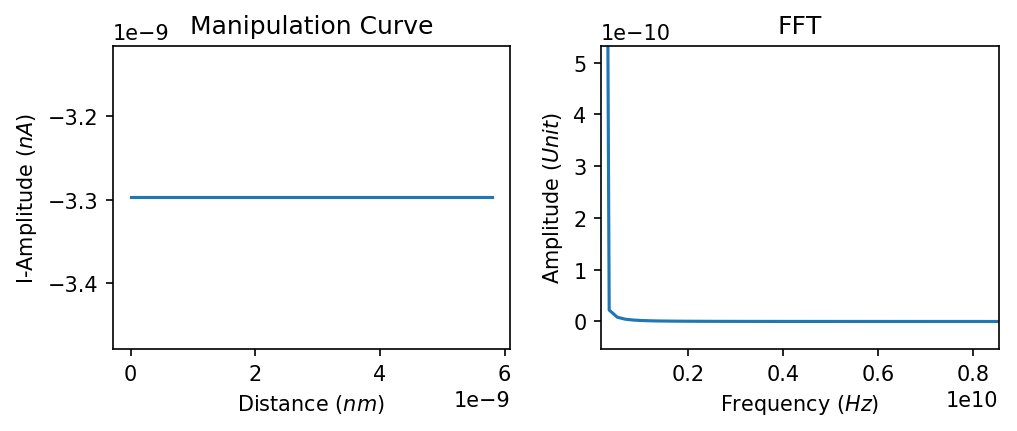 Manipulation Curve
1e−9
I-Amplitude (nA)
−3.2
−3.3
−3.4
0 2 4 6
1e−9
Distance (nm)
FFT
1e−10
Amplitude (Unit)
5
4
3
2
1
0
0.2 0.4 0.6 0.8
1e10
Frequency (Hz)